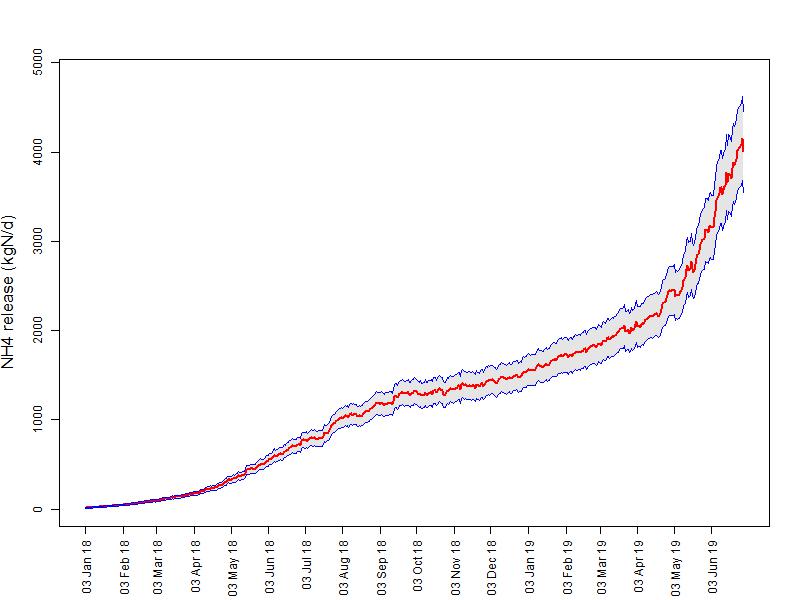 NH4 release (kgN/d)
5000
4000
3000
2000
1000
0
03 Jan 18
03 Feb 18
03 Mar 18
03 Apr 18
03 May 18
03 Jun 18
03 Jul 18
03 Aug 18
03 Sep 18
03 Oct 18
03 Nov 18
03 Dec 18
03 Jan 19
03 Feb 19
03 Mar 19
03 Apr 19
03 May 19
03 Jun 19